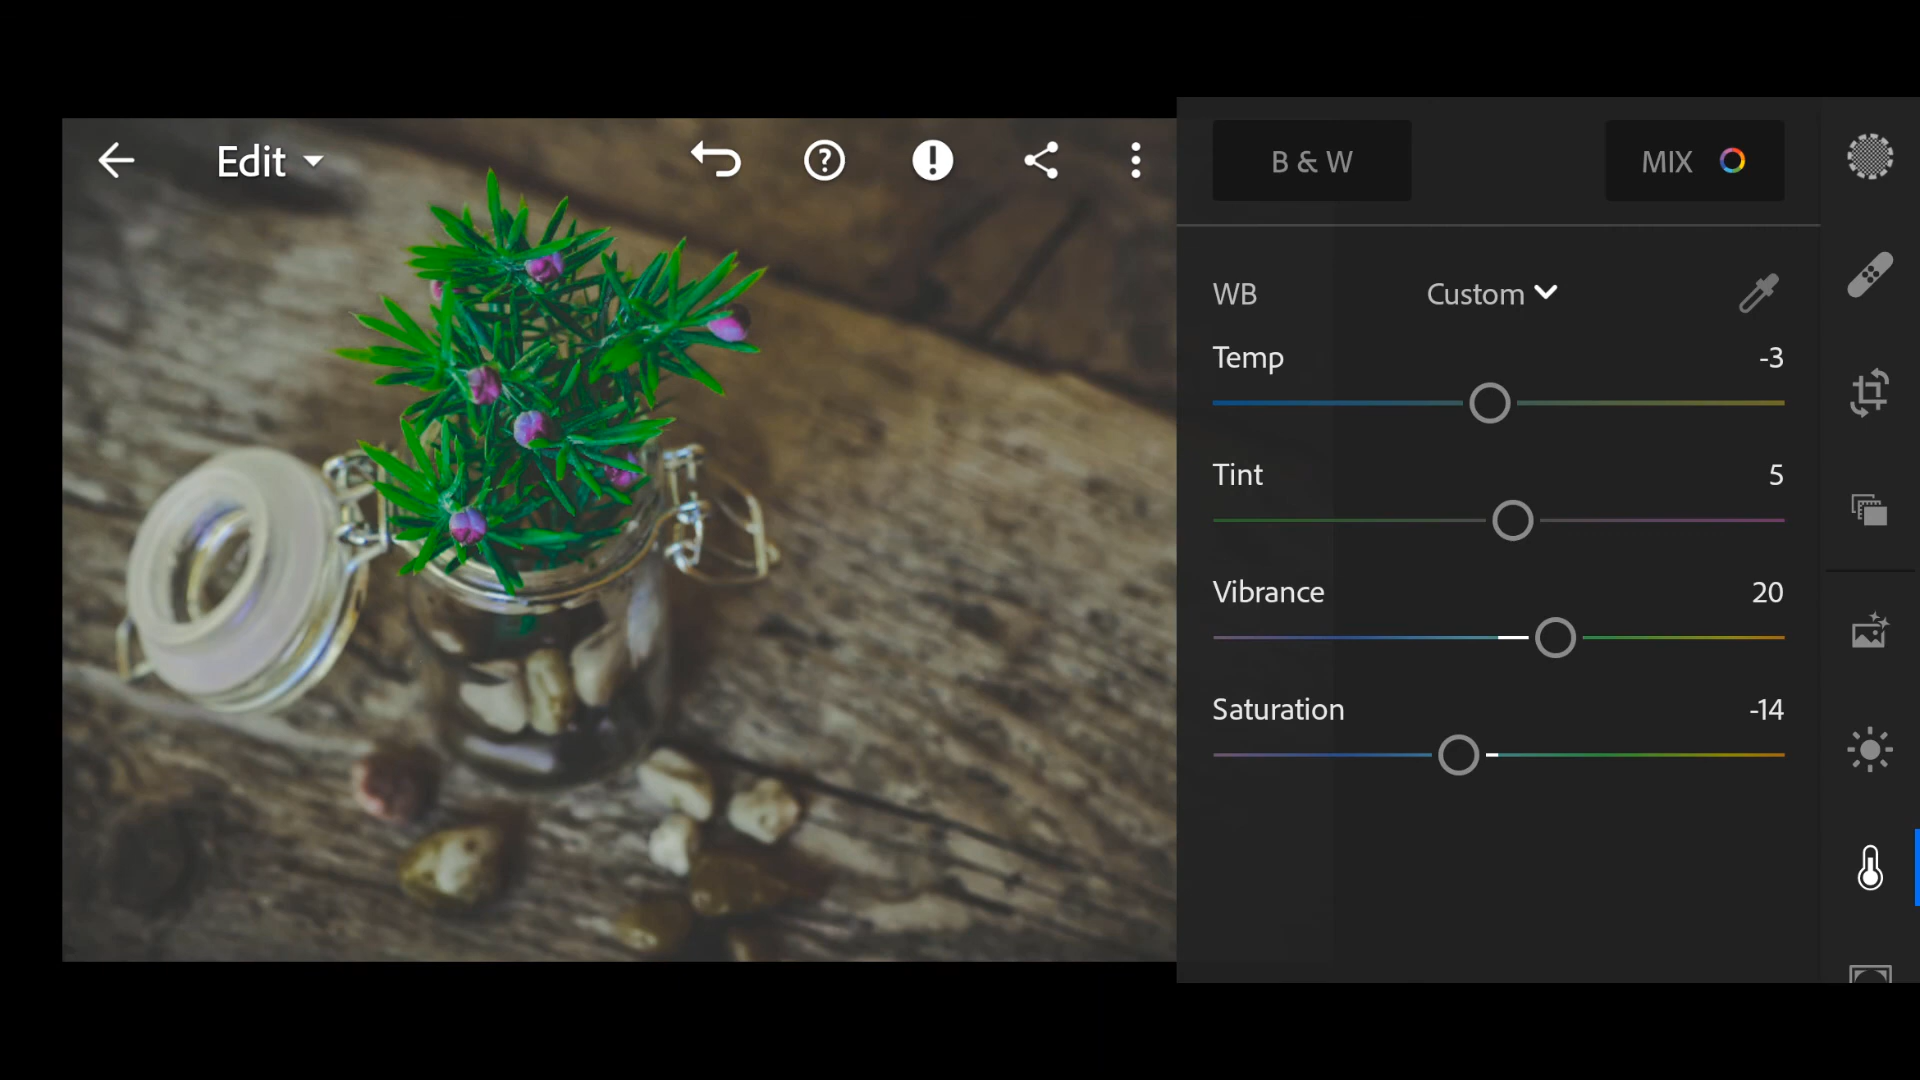 Edit
B & W
MIX
WB
Custom
Temp
-3
Tint
5
Vibrance
20
Saturation
-14